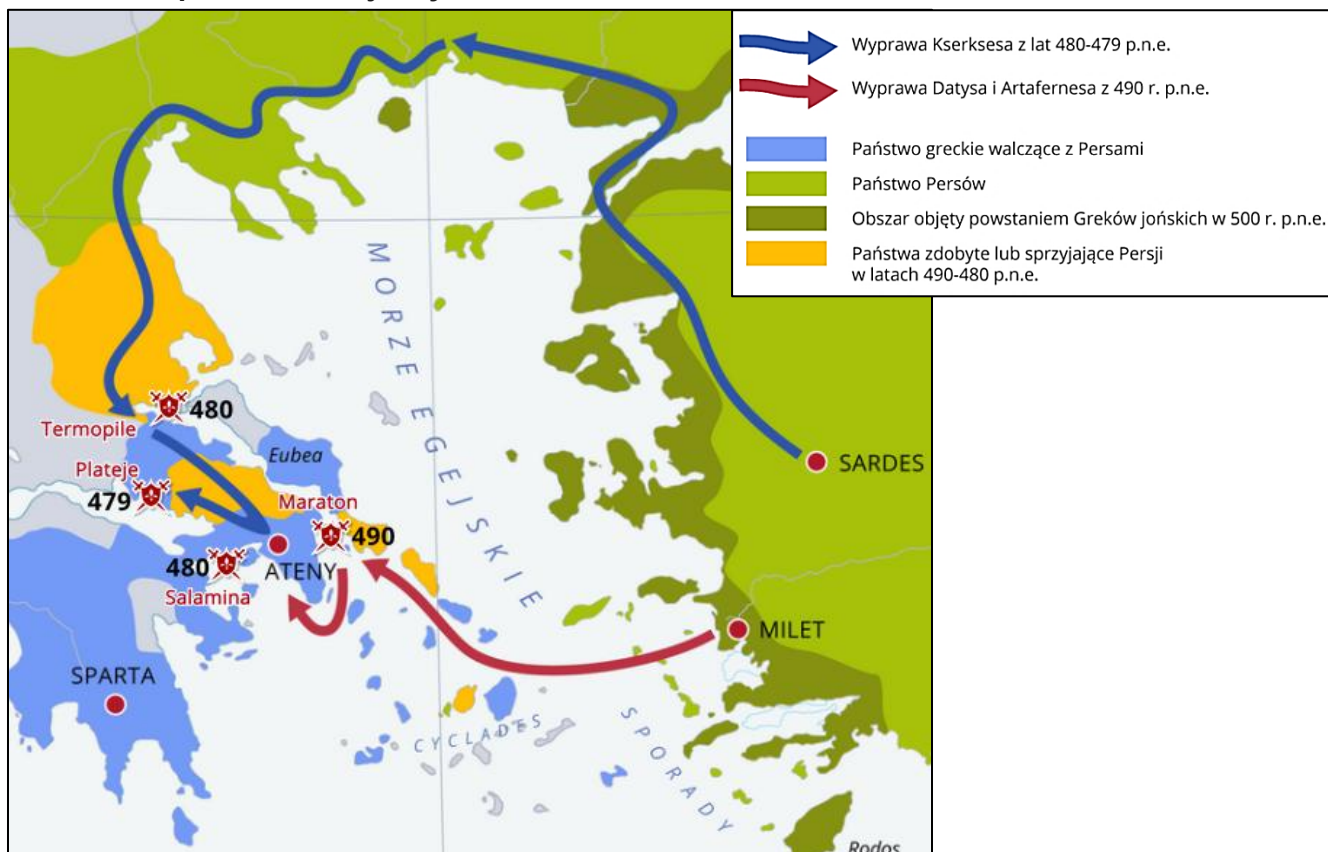 Wyprawa Kserksesa z lat 480-479 p.n.e.
Wyprawa Datysa i Artafernesa z 490 r. p.n.e.
Państwo greckie walczące z Persami
Państwo Persów
Obszar objęty powstaniem Greków jońskich w 500 r. p.n.e.
Państwa zdobyte lub sprzyjające Persji
w latach 490-480 p.n.e.
MORZE EGEJSKIE
480
Termopile
Eubea
Plateje
479
Maraton
490
480
ATENY
Salamina
SPARTA
SARDES
MILET
CYCLADES
SPORADY
Rodos